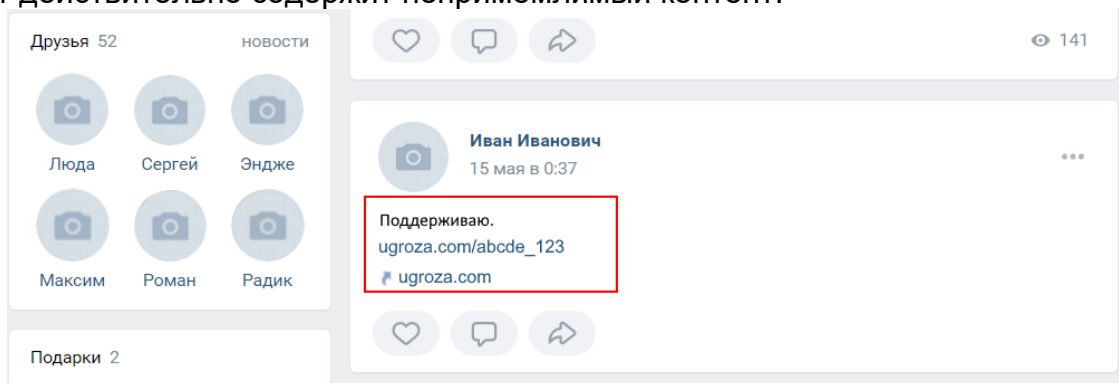 действительно содержит неприемлимый контент.
Друзья 52 новости
Люда Сергей Эндже
Максим Роман Радик
Подарки 2
141
Иван Иванович
15 мая в 0:37
Поддерживаю.
ugroza.com/abcde_123
ugroza.com